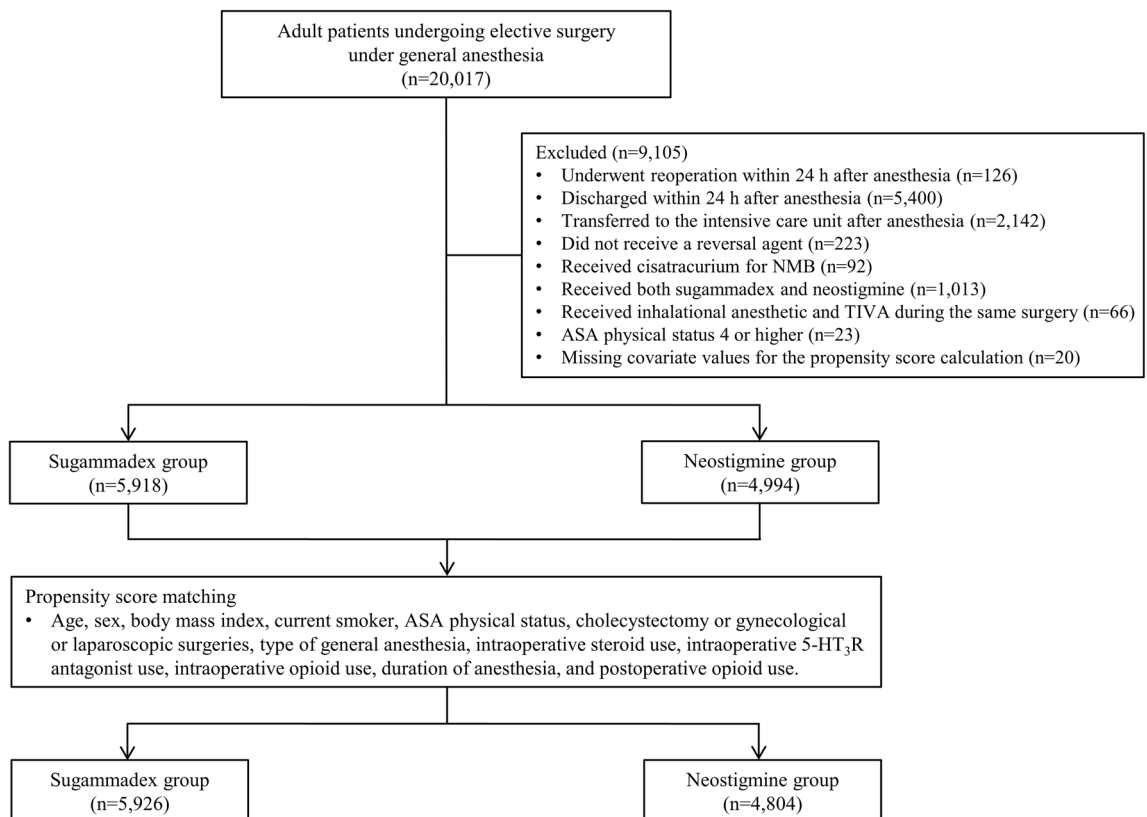 Adult patients undergoing elective surgery
under general anesthesia
(n=20,017)
Excluded (n=9,105)
• Underwent reoperation within 24 h after anesthesia (n=126)
• Discharged within 24 h after anesthesia (n=5,400)
• Transferred to the intensive care unit after anesthesia (n=2,142)
• Did not receive a reversal agent (n=223)
• Received cisatracurium for NMB (n=92)
• Received both sugammadex and neostigmine (n=1,013)
• Received inhalational anesthetic and TIVA during the same surgery (n=66)
• ASA physical status 4 or higher (n=23)
• Missing covariate values for the propensity score calculation (n=20)
Sugammadex group
(n=5,918)
Neostigmine group
(n=4,994)
Propensity score matching
• Age, sex, body mass index, current smoker, ASA physical status, cholecystectomy or gynecological
or laparoscopic surgeries, type of general anesthesia, intraoperative steroid use, intraoperative 5-HT₃R
antagonist use, intraoperative opioid use, duration of anesthesia, and postoperative opioid use.
Sugammadex group
(n=5,926)
Neostigmine group
(n=4,804)